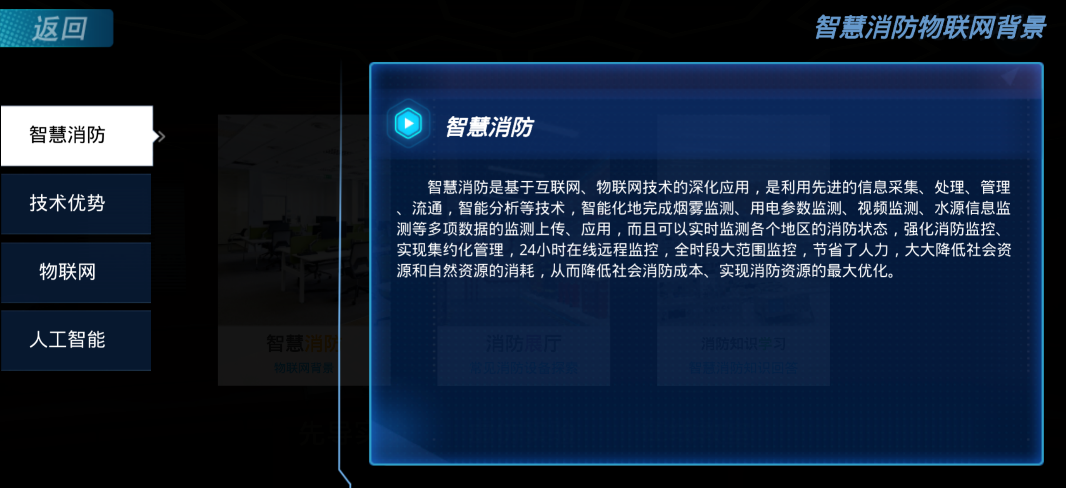 返回
智慧消防物联网背景
智慧消防
技术优势
物联网
人工智能
智慧消防
智慧消防是基于互联网、物联网技术的深化应用，是利用先进的信息采集、处理、管理
、流通，智能分析等技术，智能化地完成烟雾监测、用电参数监测、视频监测、水源信息监
测等多项数据的监测上传、应用，而且可以实时监测各个地区的消防状态，强化消防监控、
实现集约化管理，24小时在线远程监控，全时段大范围监控，节省了人力，大大降低社会资
源和自然资源的消耗，从而降低社会消防成本、实现消防资源的最大优化。
智慧消防
物联网背景
消防展厅
消防知识学习